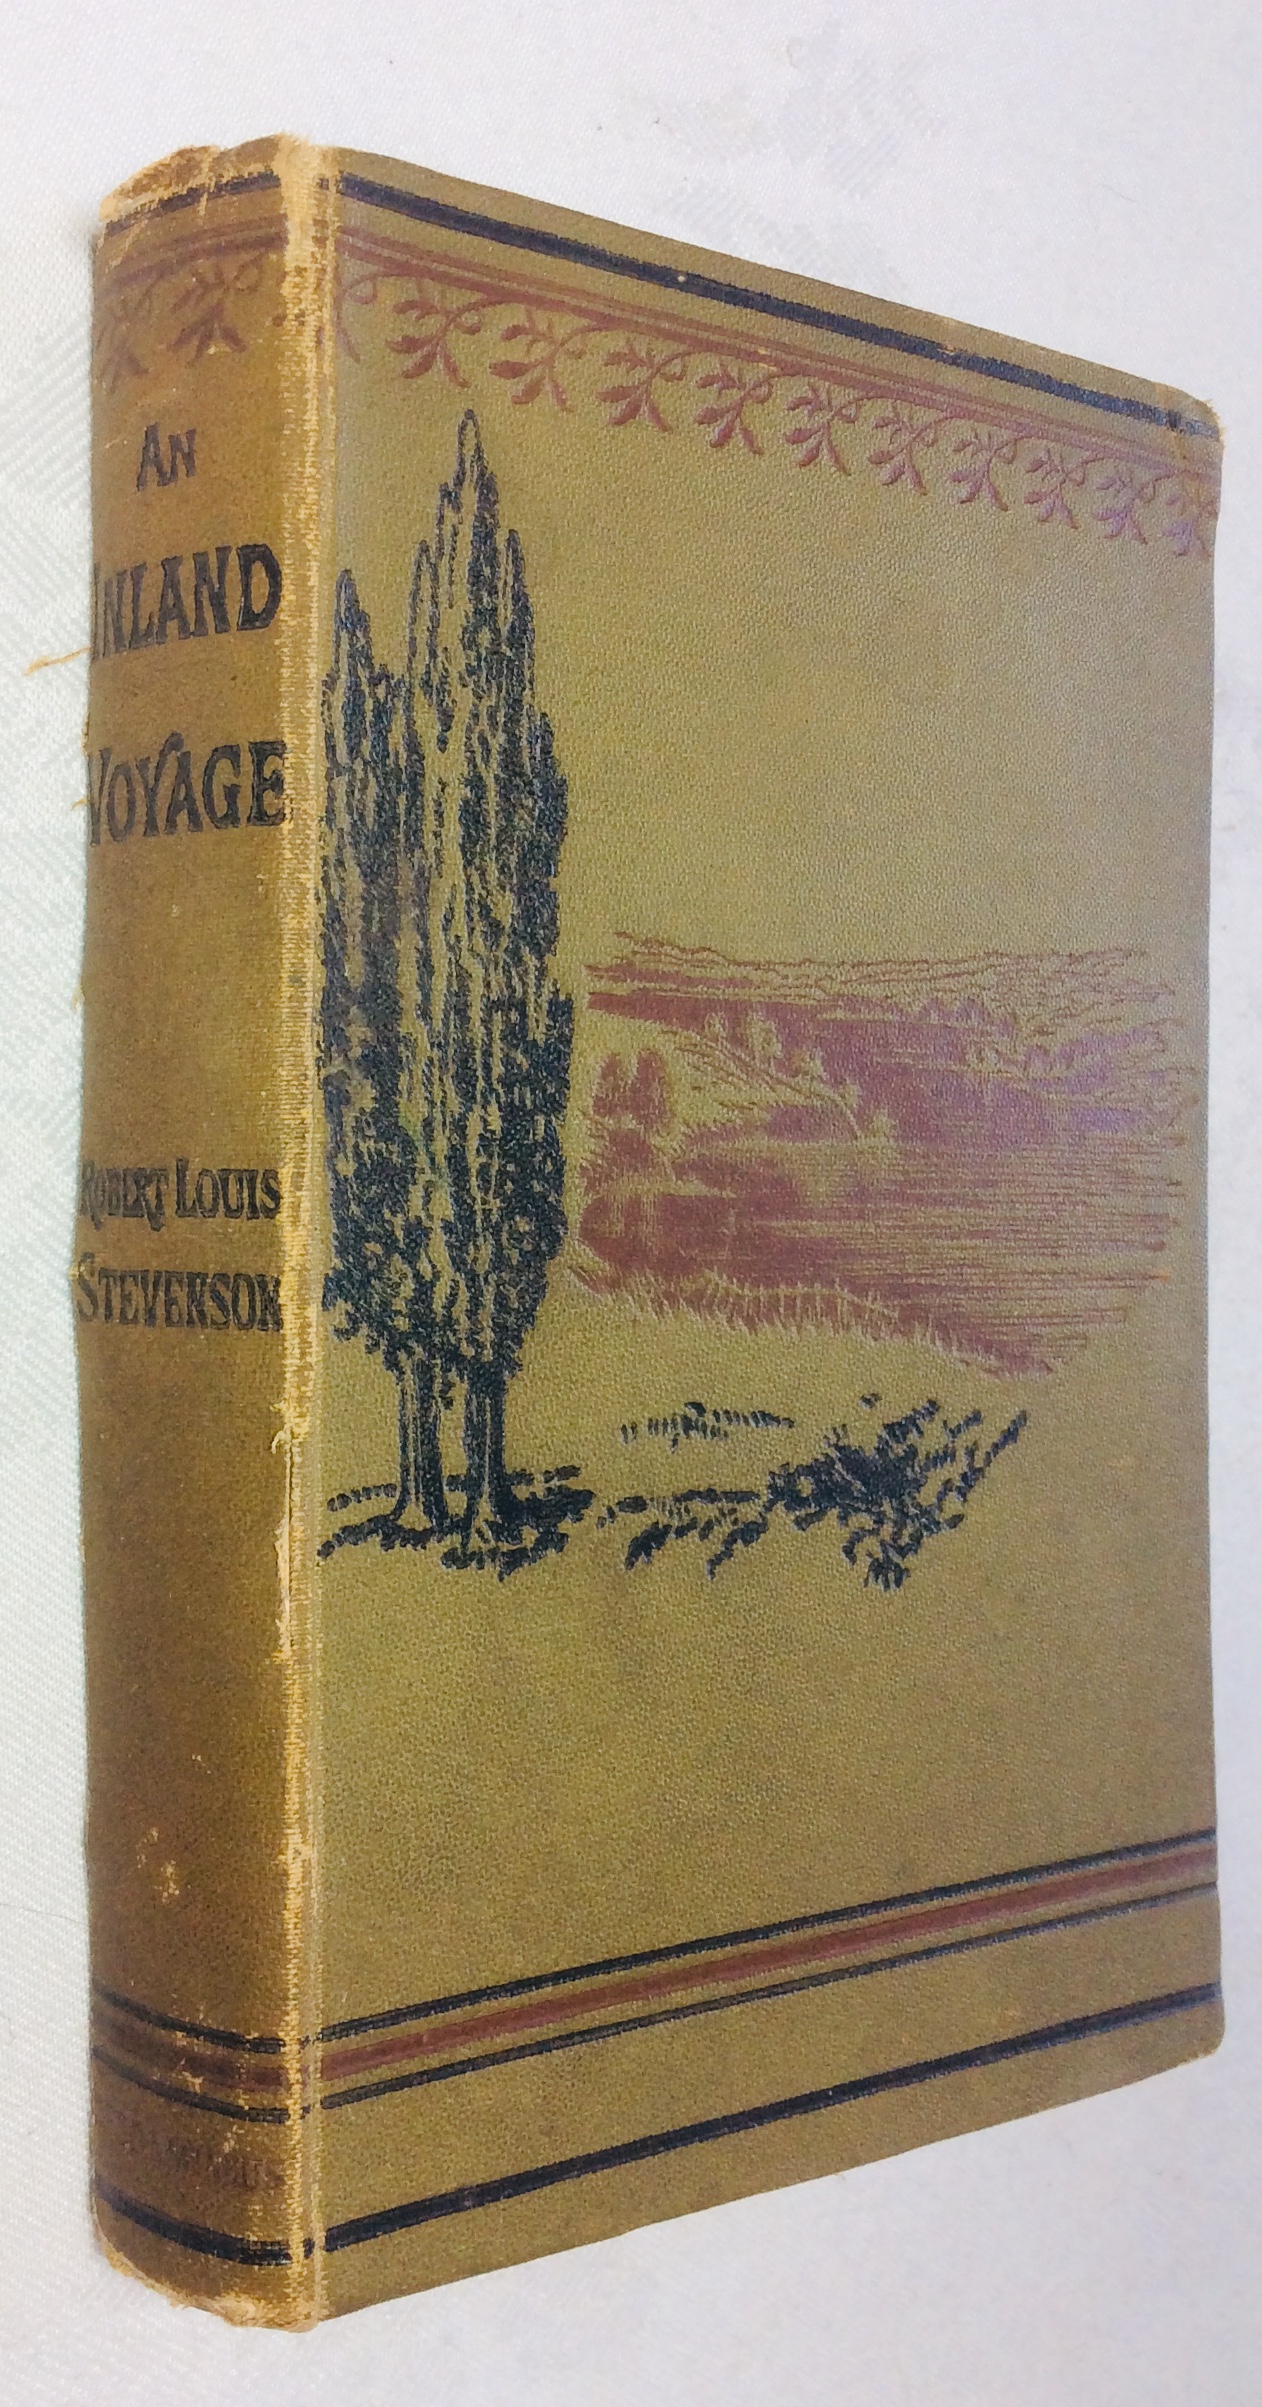 AN
INLAND
VOYAGE
ROBERT LOUIS
STEVENSON